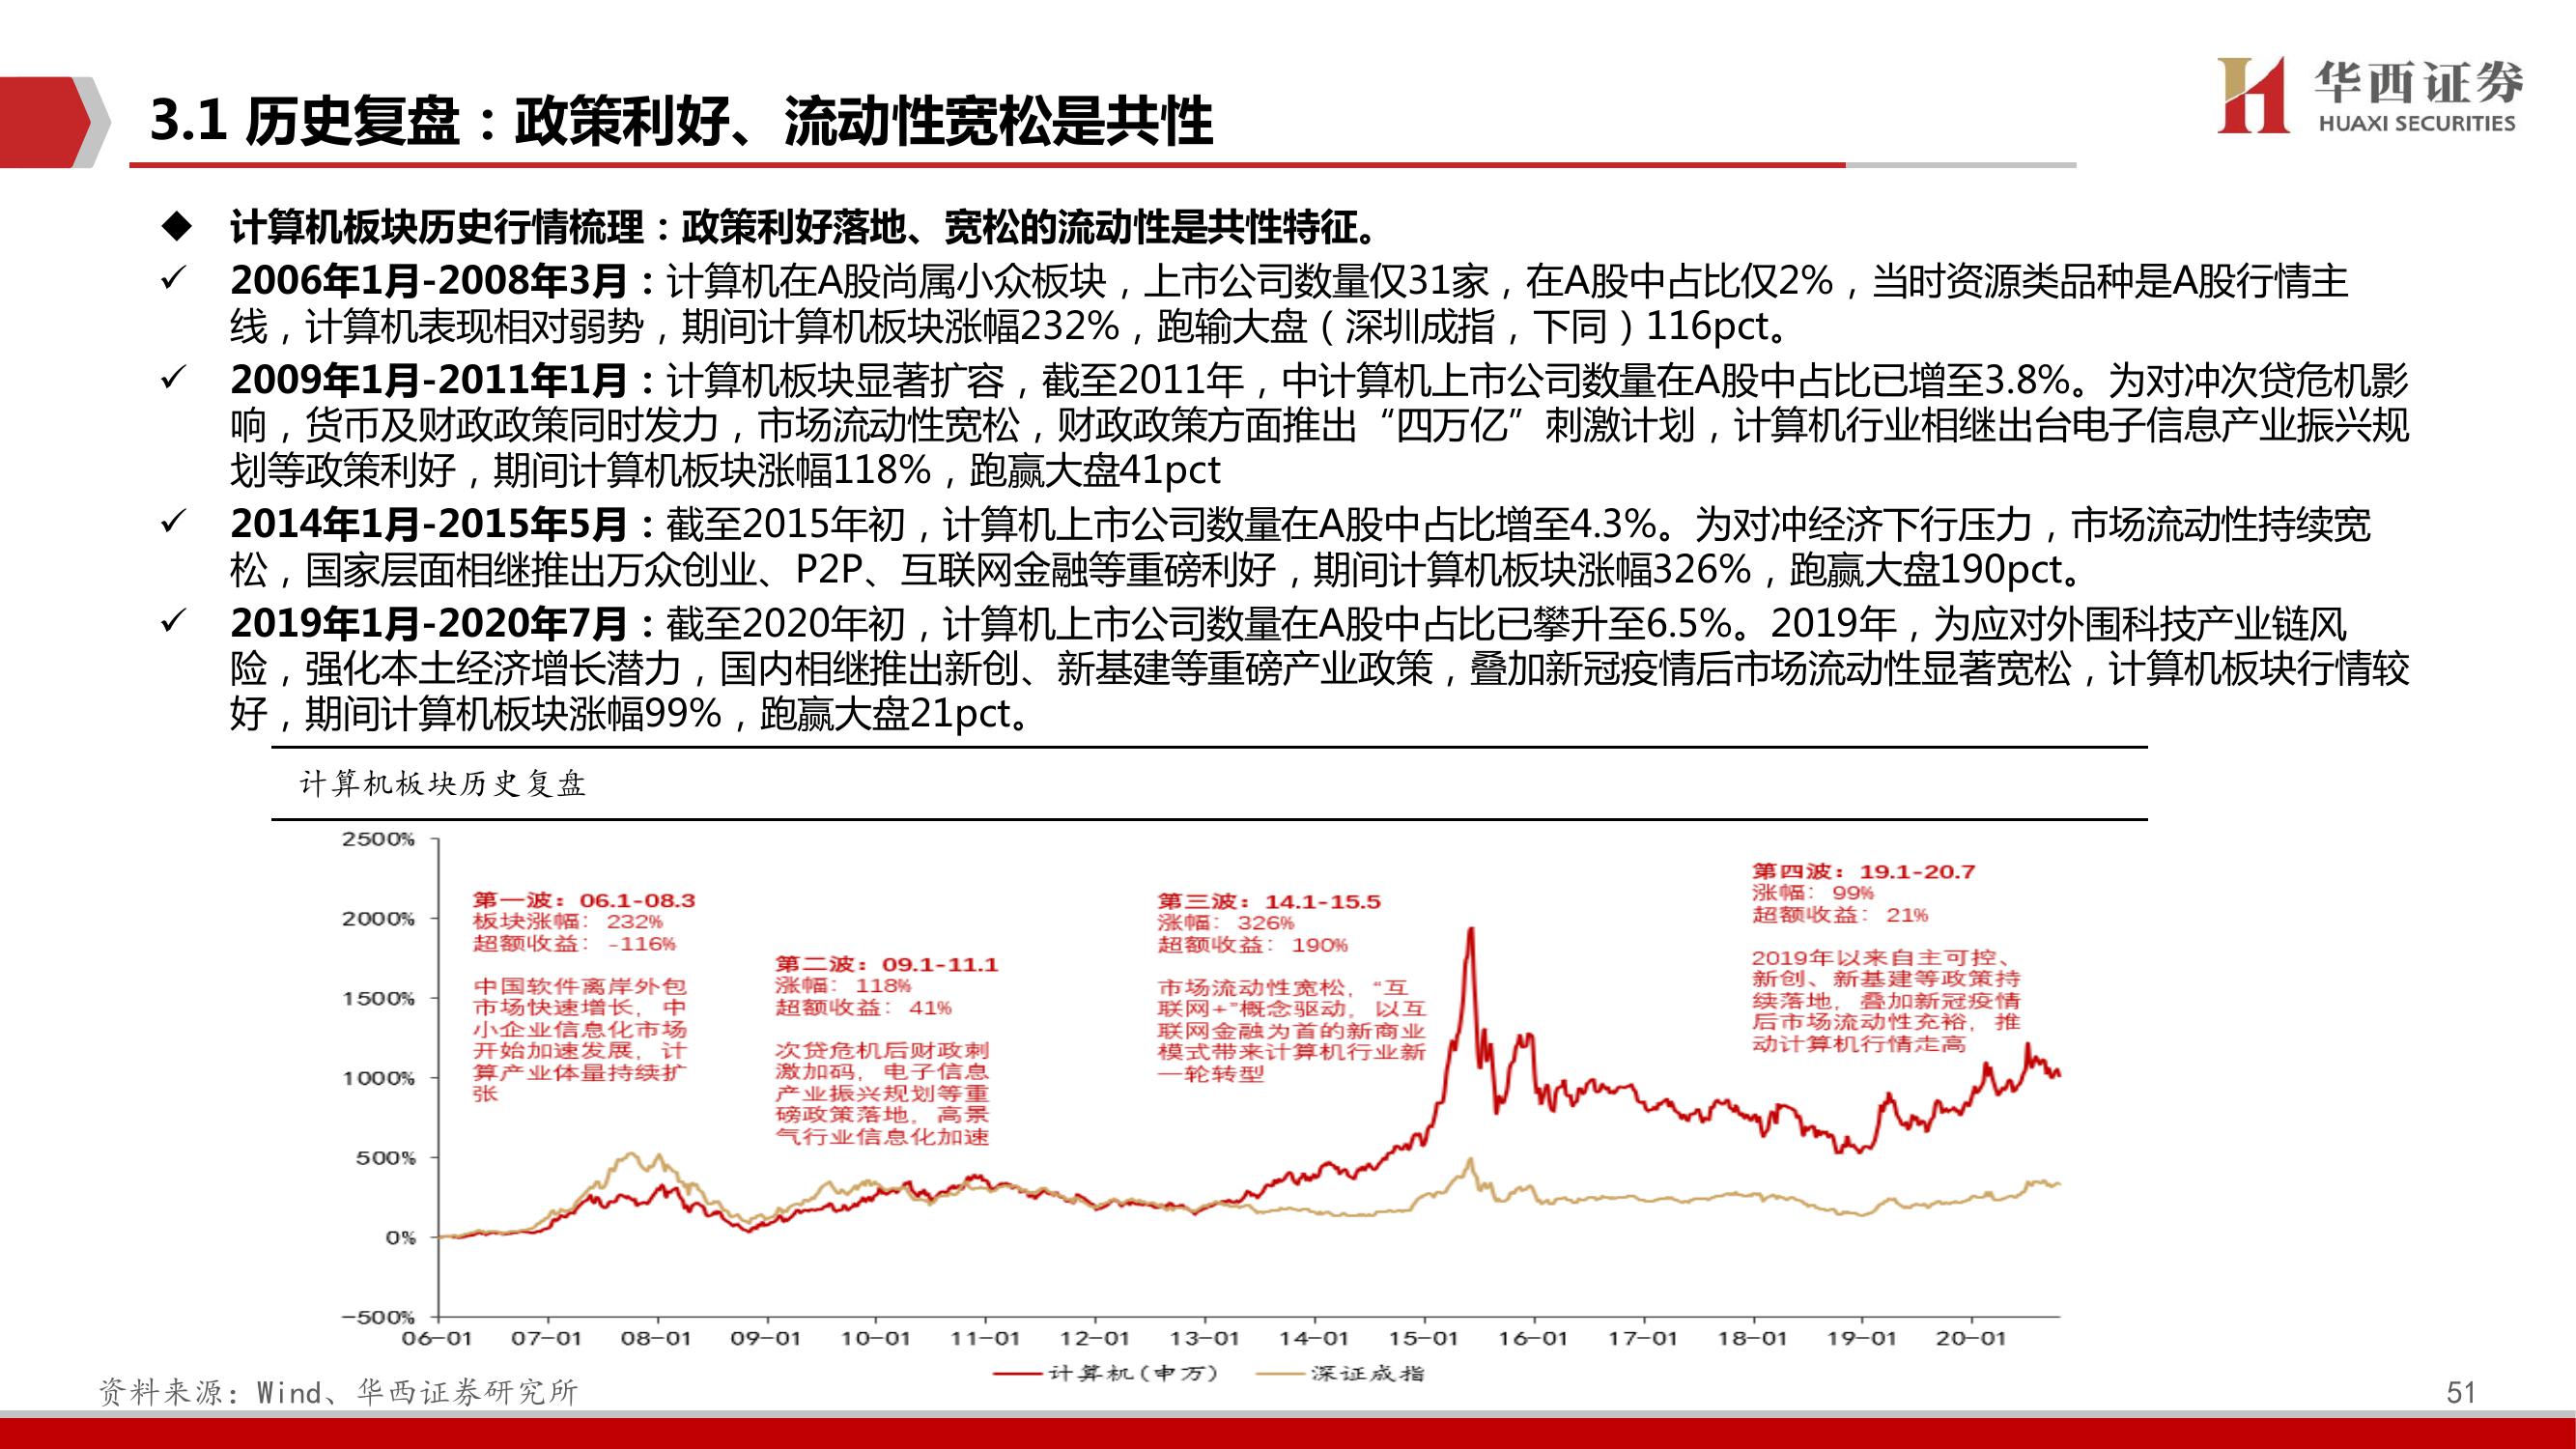 3.1 历史复盘：政策利好、流动性宽松是共性
华西证券
HUAXI SECURITIES
◆ 计算机板块历史行情梳理：政策利好落地、宽松的流动性是共性特征。
✓ 2006年1月-2008年3月：计算机在A股尚属小众板块，上市公司数量仅31家，在A股中占比仅2%，当时资源类品种是A股行情主
线，计算机表现相对弱势，期间计算机板块涨幅232%，跑输大盘（深圳成指，下同）116pct。
✓ 2009年1月-2011年1月：计算机板块显著扩容，截至2011年，中计算机上市公司数量在A股中占比已增至3.8%。为对冲次贷危机影
响，货币及财政政策同时发力，市场流动性宽松，财政政策方面推出“四万亿”刺激计划，计算机行业相继出台电子信息产业振兴规
划等政策利好，期间计算机板块涨幅118%，跑赢大盘41pct
✓ 2014年1月-2015年5月：截至2015年初，计算机上市公司数量在A股中占比增至4.3%。为对冲经济下行压力，市场流动性持续宽
松，国家层面相继推出万众创业、P2P、互联网金融等重磅利好，期间计算机板块涨幅326%，跑赢大盘190pct。
✓ 2019年1月-2020年7月：截至2020年初，计算机上市公司数量在A股中占比已攀升至6.5%。2019年，为应对外围科技产业链风
险，强化本土经济增长潜力，国内相继推出新创、新基建等重磅产业政策，叠加新冠疫情后市场流动性显著宽松，计算机板块行情较
好，期间计算机板块涨幅99%，跑赢大盘21pct。
计算机板块历史复盘
2500%
2000%
1500%
1000%
500%
0%
-500%
第一波：06.1-08.3
板块涨幅：232%
超额收益：-116%
中国软件离岸外包
市场快速增长，中
小企业信息化市场
开始加速发展，计
算产业体量持续扩
张
第二波：09.1-11.1
涨幅：118%
超额收益：41%
次贷危机后财政刺
激加码，电子信息
产业振兴规划等重
磅政策落地，高景
气行业信息化加速
第三波：14.1-15.5
涨幅：326%
超额收益：190%
市场流动性宽松，“互
联网+”概念驱动，以互
联网金融为首的新商业
模式带来计算机行业新
一轮转型
第四波：19.1-20.7
涨幅：99%
超额收益：21%
2019年以来自主可控、
新创、新基建等政策持
续落地，叠加新冠疫情
后市场流动性充裕，推
动计算机行情走高
06-01 07-01 08-01 09-01 10-01 11-01 12-01 13-01 14-01 15-01 16-01 17-01 18-01 19-01 20-01
计算机(申万) 深证成指
资料来源：Wind、华西证券研究所
51